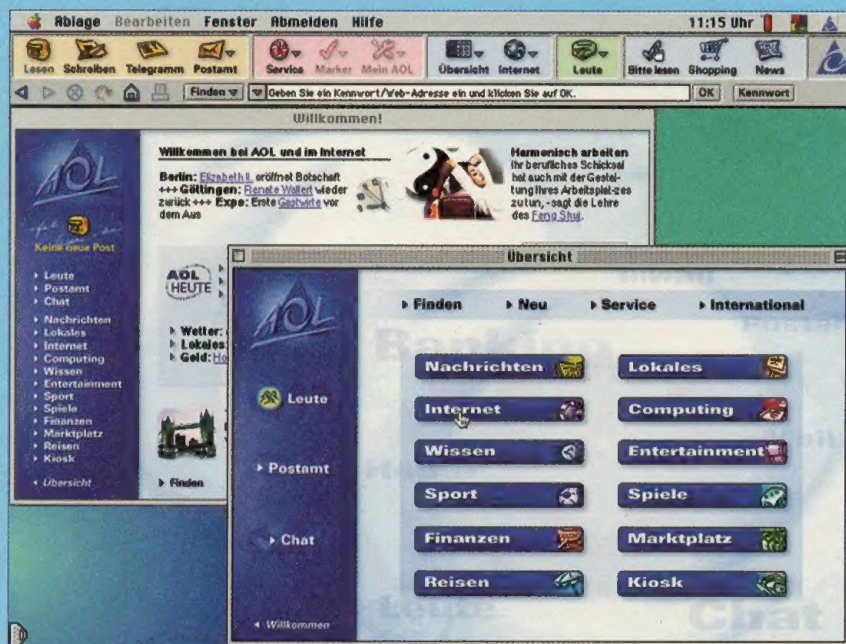 Ablage Bearbeiten Fenster Abmelden Hilfe 11:15 Uhr
Lesen Schreiben Telegramm Postamt Service Marker Mein AOL Übersicht Internet Leute Bitte lesen Shopping News
Finden Geben Sie ein Kennwort/Web-Adresse ein und klicken Sie auf OK. OK Kennwort
Willkommen!
AOL
Keine neue Post
Leute
Postamt
Chat
Nachrichten
Lokales
Internet
Computing
Wissen
Entertainment
Sport
Spiele
Finanzen
Marktplatz
Reisen
Kiosk
Übersicht
Willkommen bei AOL und im Internet
Berlin: Elizabeth II. eröffnet Botschaft
+++ Göttingen: Renate Wallert wieder
zurück +++ Expo: Erste Gastwirte vor
dem Aus
Harmonisch arbeiten
Ihr berufliches Schicksal
hat auch mit der Gestal-
tung Ihres Arbeitsplat-zes
zu tun, -sagt die Lehre
des Feng Shui.
AOL
HEUTE
Wetter:
Lokales:
Geld:
Finden
Übersicht
AOL
Leute
Postamt
Chat
Willkommen
Finden Neu Service International
Banking
Nachrichten Lokales
Internet Computing
Wissen Entertainment
Sport Spiele
Finanzen Marktplatz
Reisen Kiosk
Leute Chat